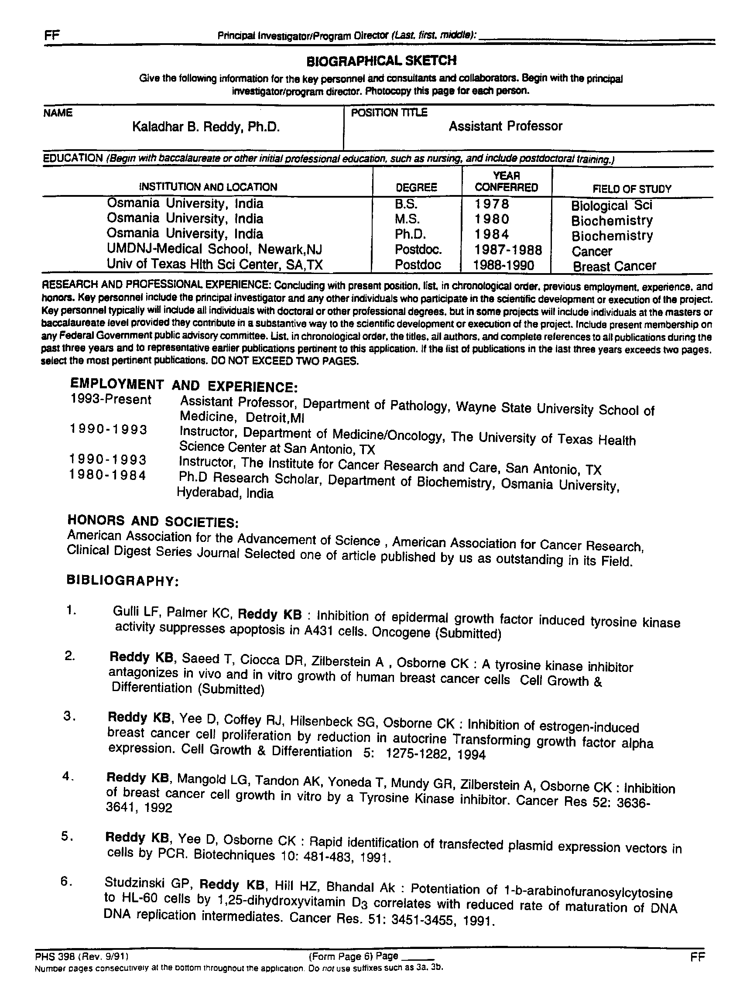 FF Principal Investigator/Program Director (Last, first, middle):
BIOGRAPHICAL SKETCH
Give the following information for the key personnel and consultants and collaborators. Begin with the principal
investigator/program director. Photocopy this page for each person.
NAME POSITION TITLE
Kaladhar B. Reddy, Ph.D. Assistant Professor
EDUCATION (Begin with baccalaureate or other initial professional education, such as nursing, and include postdoctoral training.)
INSTITUTION AND LOCATION DEGREE YEAR CONFERRED FIELD OF STUDY
Osmania University, India B.S. 1978 Biological Sci
Osmania University, India M.S. 1980 Biochemistry
Osmania University, India Ph.D. 1984 Biochemistry
UMDNJ-Medical School, Newark,NJ Postdoc. 1987-1988 Cancer
Univ of Texas Hlth Sci Center, SA,TX Postdoc 1988-1990 Breast Cancer
RESEARCH AND PROFESSIONAL EXPERIENCE: Concluding with present position, list, in chronological order, previous employment, experience, and
honors. Key personnel include the principal investigator and any other individuals who participate in the scientific development or execution of the project.
Key personnel typically will include all individuals with doctoral or other professional degrees, but in some projects will include individuals at the masters or
baccalaureate level provided they contribute in a substantive way to the scientific development or execution of the project. Include present membership on
any Federal Government public advisory committee. List, in chronological order, the titles, all authors, and complete references to all publications during the
past three years and to representative earlier publications pertinent to this application. If the list of publications in the last three years exceeds two pages,
select the most pertinent publications. DO NOT EXCEED TWO PAGES.
EMPLOYMENT AND EXPERIENCE:
1993-Present Assistant Professor, Department of Pathology, Wayne State University School of
Medicine, Detroit,MI
1990-1993 Instructor, Department of Medicine/Oncology, The University of Texas Health
Science Center at San Antonio, TX
1990-1993 Instructor, The Institute for Cancer Research and Care, San Antonio, TX
1980-1984 Ph.D Research Scholar, Department of Biochemistry, Osmania University,
Hyderabad, India
HONORS AND SOCIETIES:
American Association for the Advancement of Science , American Association for Cancer Research,
Clinical Digest Series Journal Selected one of article published by us as outstanding in its Field.
BIBLIOGRAPHY:
1. Gulli LF, Palmer KC, Reddy KB : Inhibition of epidermal growth factor induced tyrosine kinase
activity suppresses apoptosis in A431 cells. Oncogene (Submitted)
2. Reddy KB, Saeed T, Ciocca DR, Zilberstein A , Osborne CK : A tyrosine kinase inhibitor
antagonizes in vivo and in vitro growth of human breast cancer cells Cell Growth &
Differentiation (Submitted)
3. Reddy KB, Yee D, Coffey RJ, Hilsenbeck SG, Osborne CK : Inhibition of estrogen-induced
breast cancer cell proliferation by reduction in autocrine Transforming growth factor alpha
expression. Cell Growth & Differentiation 5: 1275-1282, 1994
4. Reddy KB, Mangold LG, Tandon AK, Yoneda T, Mundy GR, Zilberstein A, Osborne CK : Inhibition
of breast cancer cell growth in vitro by a Tyrosine Kinase inhibitor. Cancer Res 52: 3636-
3641, 1992
5. Reddy KB, Yee D, Osborne CK : Rapid identification of transfected plasmid expression vectors in
cells by PCR. Biotechniques 10: 481-483, 1991.
6. Studzinski GP, Reddy KB, Hill HZ, Bhandal Ak : Potentiation of 1-b-arabinofuranosylcytosine
to HL-60 cells by 1,25-dihydroxyvitamin D3 correlates with reduced rate of maturation of DNA
DNA replication intermediates. Cancer Res. 51: 3451-3455, 1991.
PHS 398 (Rev. 9/91) (Form Page 6) Page FF
Number pages consecutively at the bottom throughout the application. Do not use suffixes such as 3a, 3b.